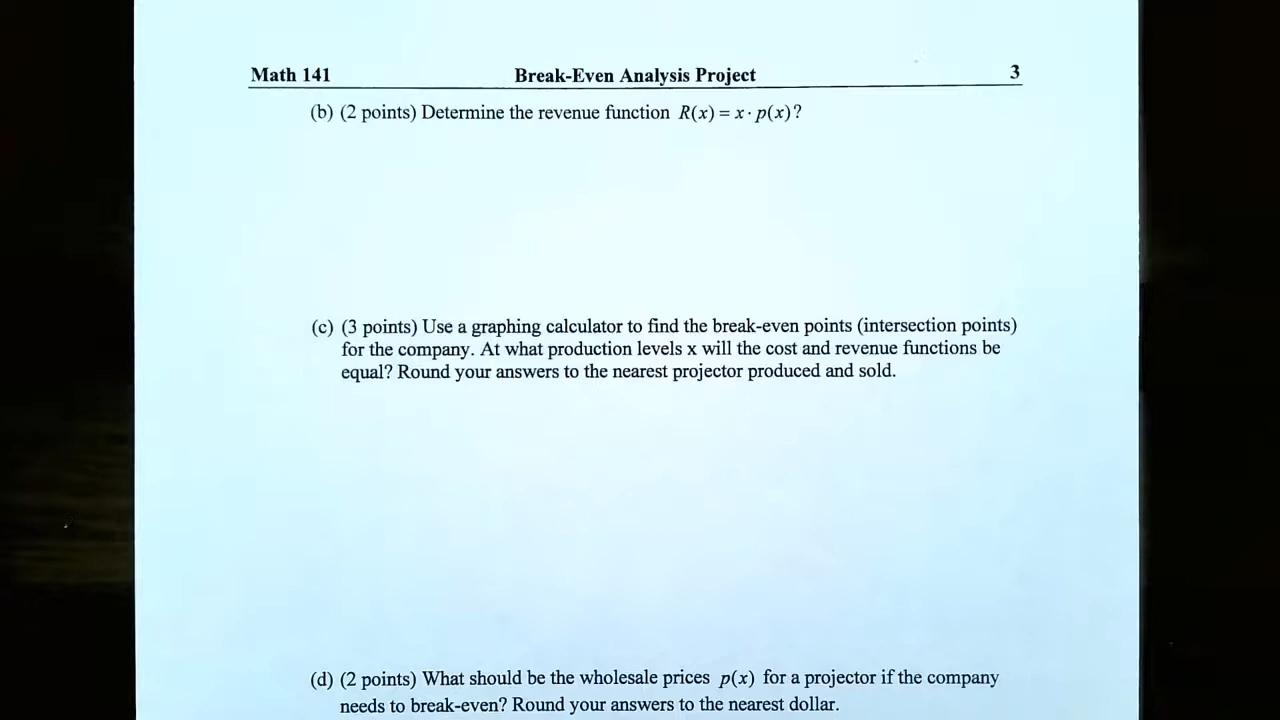 Math 141 Break-Even Analysis Project 3
(b) (2 points) Determine the revenue function R(x) = x · p(x)?
(c) (3 points) Use a graphing calculator to find the break-even points (intersection points)
for the company. At what production levels x will the cost and revenue functions be
equal? Round your answers to the nearest projector produced and sold.
(d) (2 points) What should be the wholesale prices p(x) for a projector if the company
needs to break-even? Round your answers to the nearest dollar.